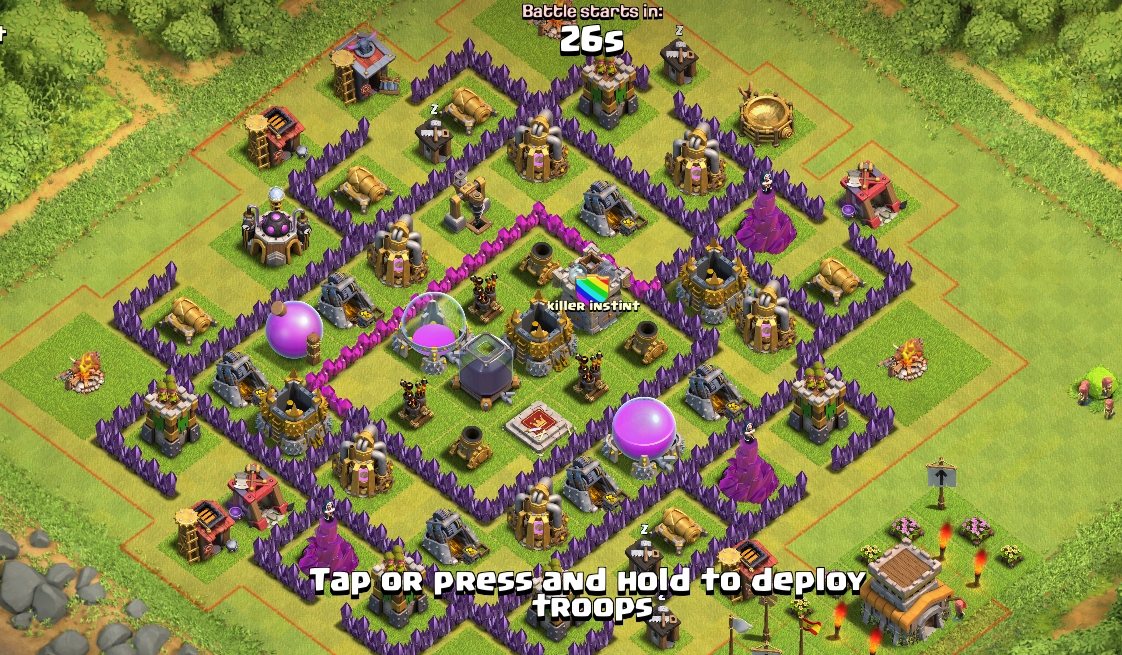 Battle starts in:
26s
z
z
killer instint
z
Tap or press and hold to deploy
troops